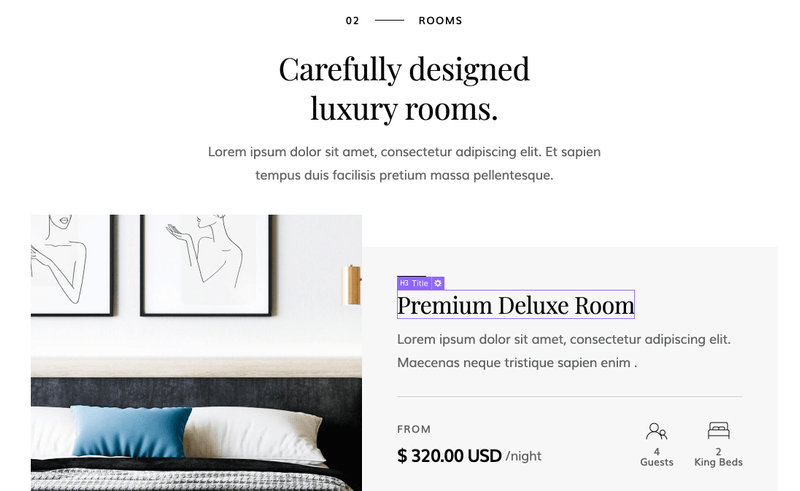 02 ROOMS
Carefully designed
luxury rooms.
Lorem ipsum dolor sit amet, consectetur adipiscing elit. Et sapien
tempus duis facilisis pretium massa pellentesque.
H3 Title
Premium Deluxe Room
Lorem ipsum dolor sit amet, consectetur adipiscing elit.
Maecenas neque tristique sapien enim .
FROM
$ 320.00 USD /night
4
Guests
2
King Beds